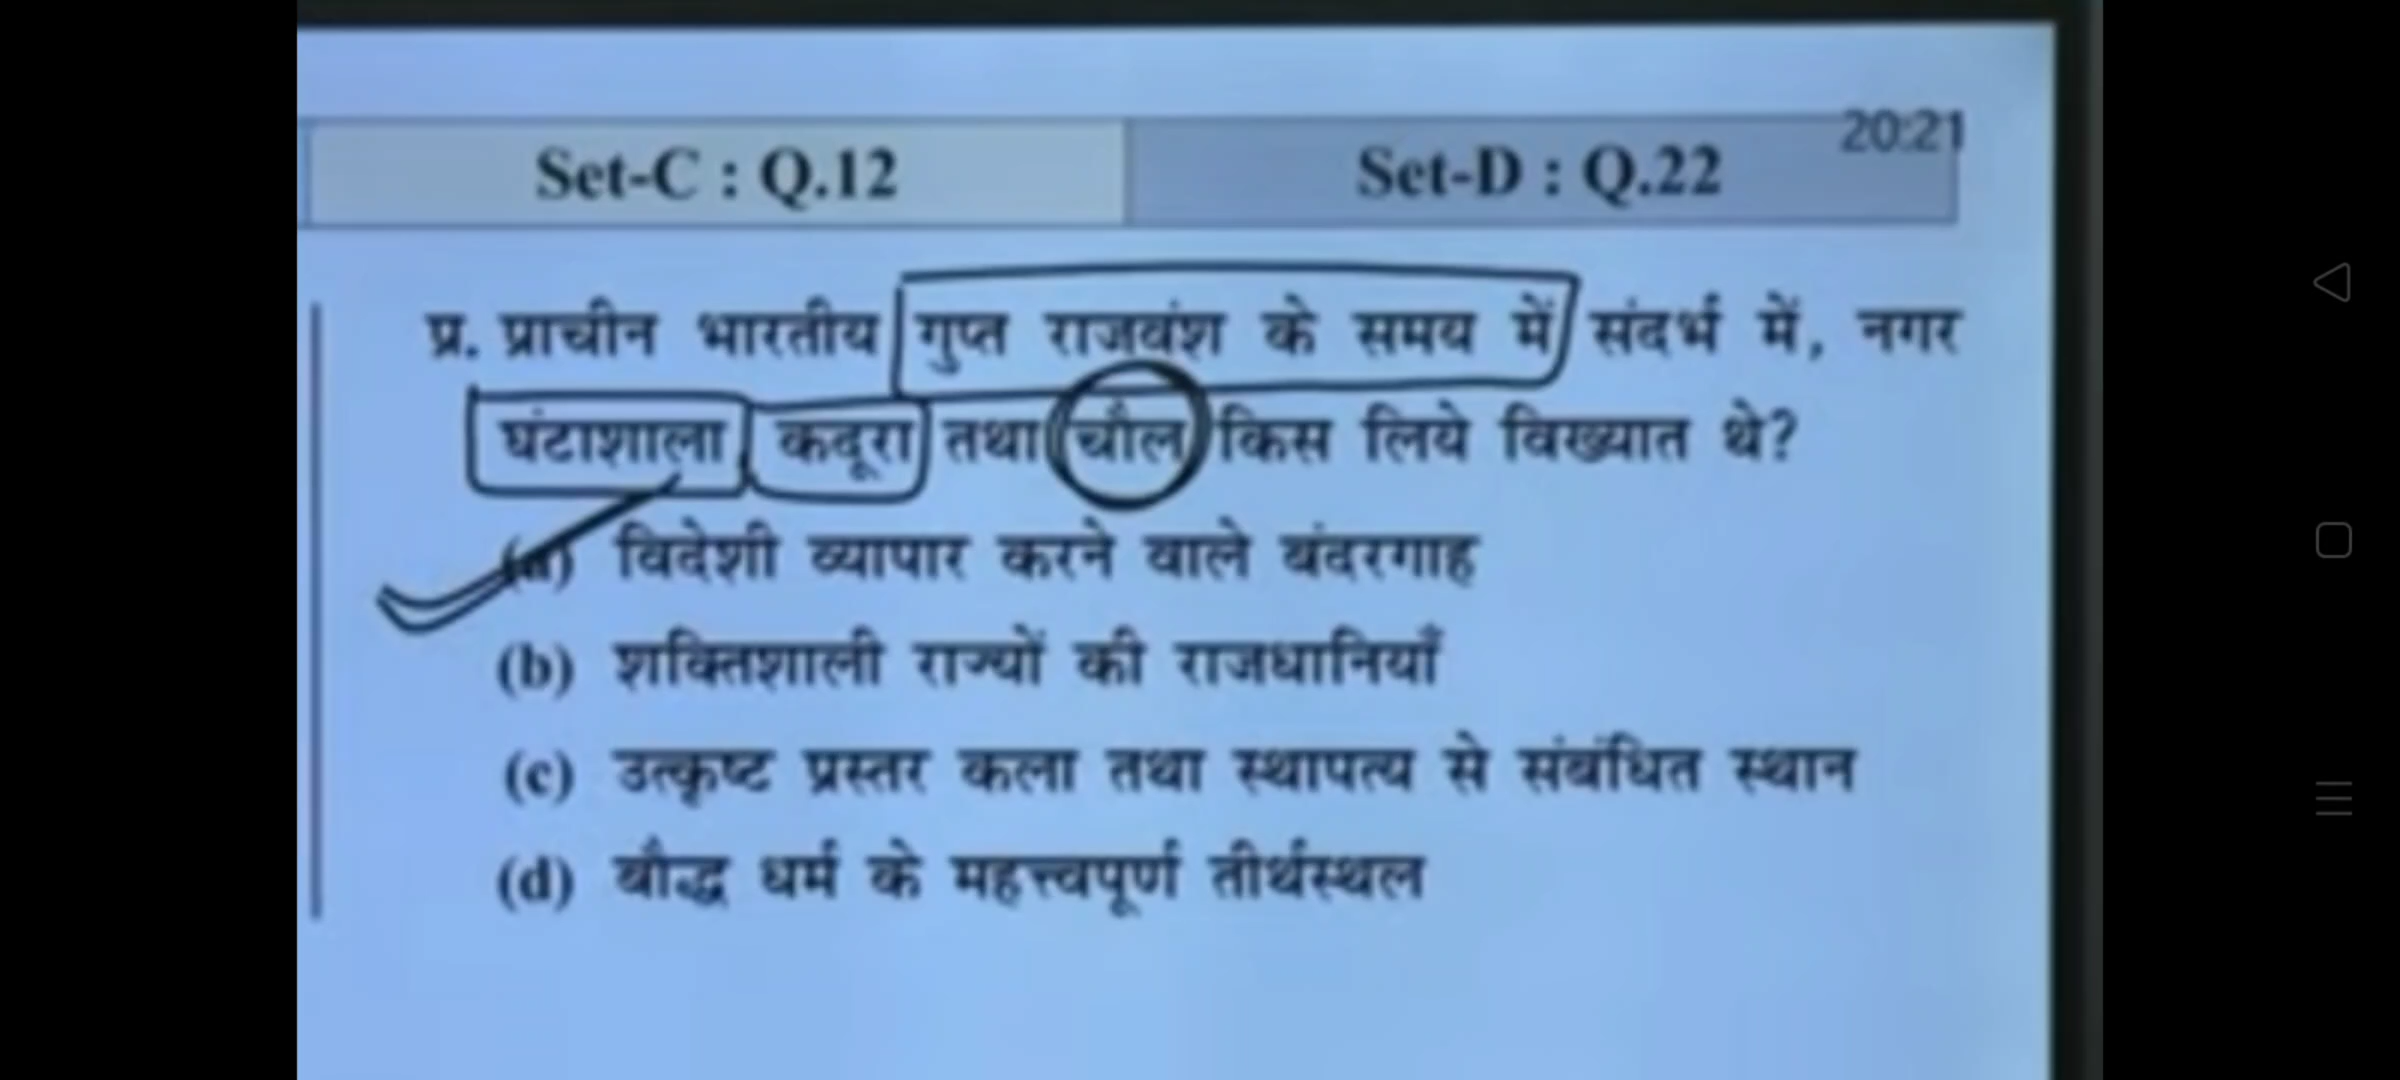 20:21
Set-C : Q.12 Set-D : Q.22
प्र. प्राचीन भारतीय गुप्त राजवंश के समय में संदर्भ में, नगर
घंटाशाला, कदूरा तथा चौल किस लिये विख्यात थे?
(a) विदेशी व्यापार करने वाले बंदरगाह
(b) शक्तिशाली राज्यों की राजधानियाँ
(c) उत्कृष्ट प्रस्तर कला तथा स्थापत्य से संबंधित स्थान
(d) बौद्ध धर्म के महत्त्वपूर्ण तीर्थस्थल